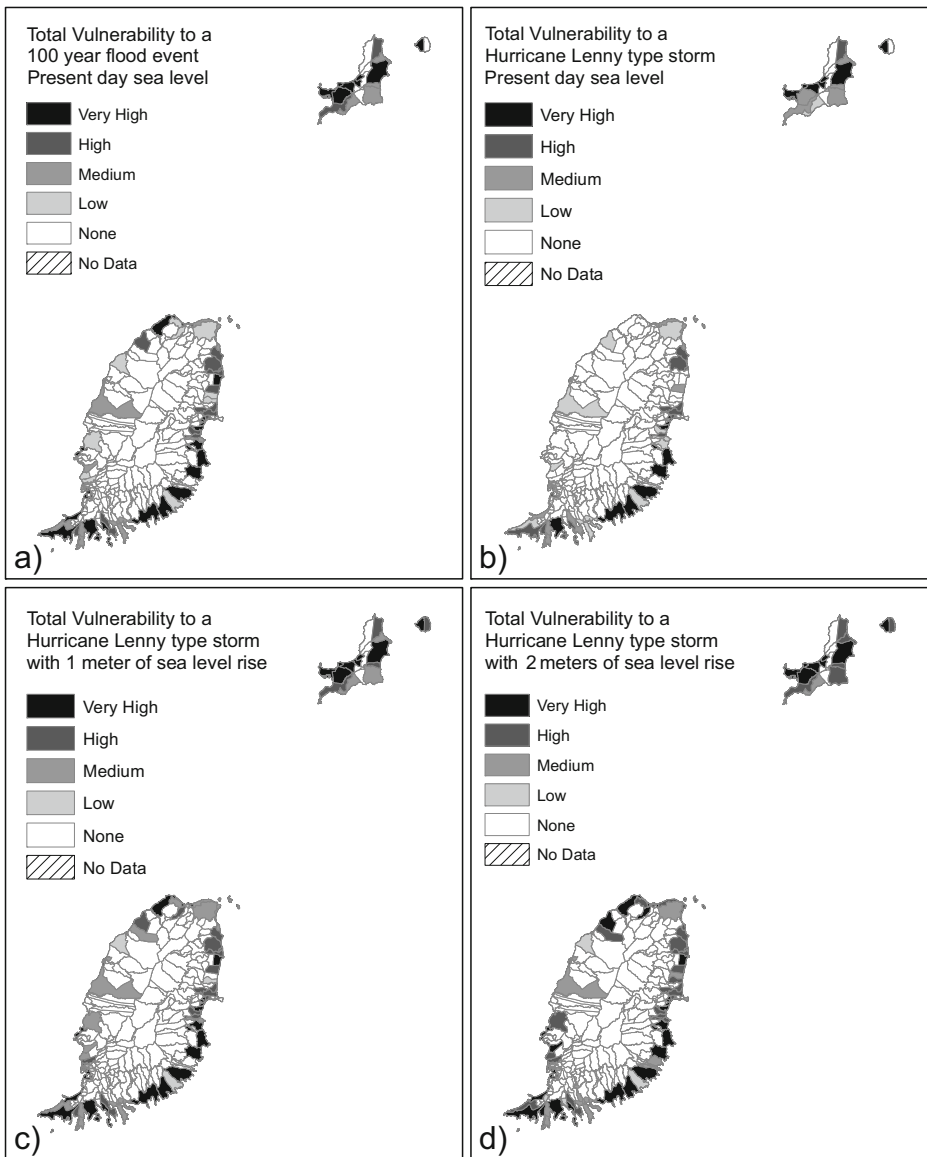 Total Vulnerability to a
100 year flood event
Present day sea level
Very High
High
Medium
Low
None
No Data
a)
Total Vulnerability to a
Hurricane Lenny type storm
Present day sea level
Very High
High
Medium
Low
None
No Data
b)
Total Vulnerability to a
Hurricane Lenny type storm
with 1 meter of sea level rise
Very High
High
Medium
Low
None
No Data
c)
Total Vulnerability to a
Hurricane Lenny type storm
with 2 meters of sea level rise
Very High
High
Medium
Low
None
No Data
d)